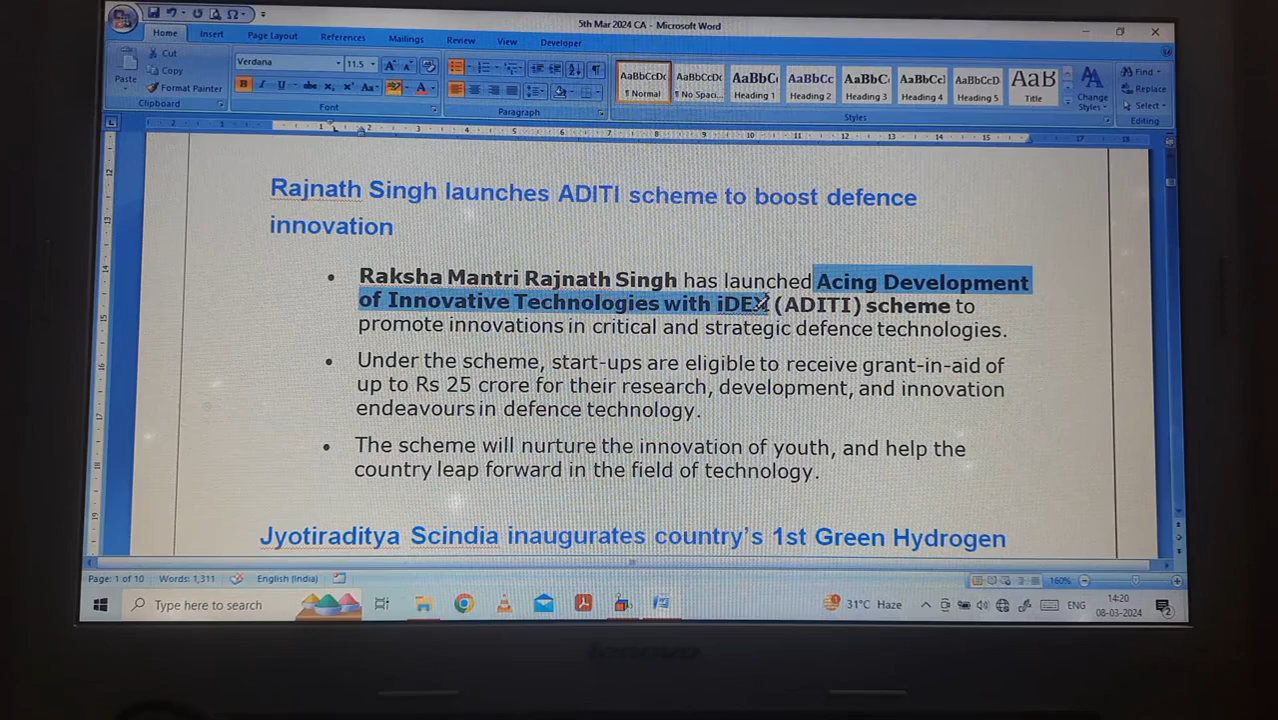 5th Mar 2024 CA - Microsoft Word
Home Insert Page Layout References Mailings Review View Developer
Cut
Copy
Format Painter
Paste
Clipboard
Verdana 11.5
Font
Paragraph
AaBbCcDc AaBbCcDc AaBbC AaBbCc AaBbC AaBbCcI AaBbCcD AaB
¶ Normal ¶ No Spaci... Heading 1 Heading 2 Heading 3 Heading 4 Heading 5 Title
Change Styles
Styles
Find
Replace
Select
Editing
Rajnath Singh launches ADITI scheme to boost defence
innovation
• Raksha Mantri Rajnath Singh has launched Acing Development
of Innovative Technologies with iDEX (ADITI) scheme to
promote innovations in critical and strategic defence technologies.
• Under the scheme, start-ups are eligible to receive grant-in-aid of
up to Rs 25 crore for their research, development, and innovation
endeavours in defence technology.
• The scheme will nurture the innovation of youth, and help the
country leap forward in the field of technology.
Jyotiraditya Scindia inaugurates country's 1st Green Hydrogen
Page: 1 of 10 Words: 1,311 English (India) 160%
Type here to search
31°C Haze
ENG
14:20
08-03-2024
lenovo